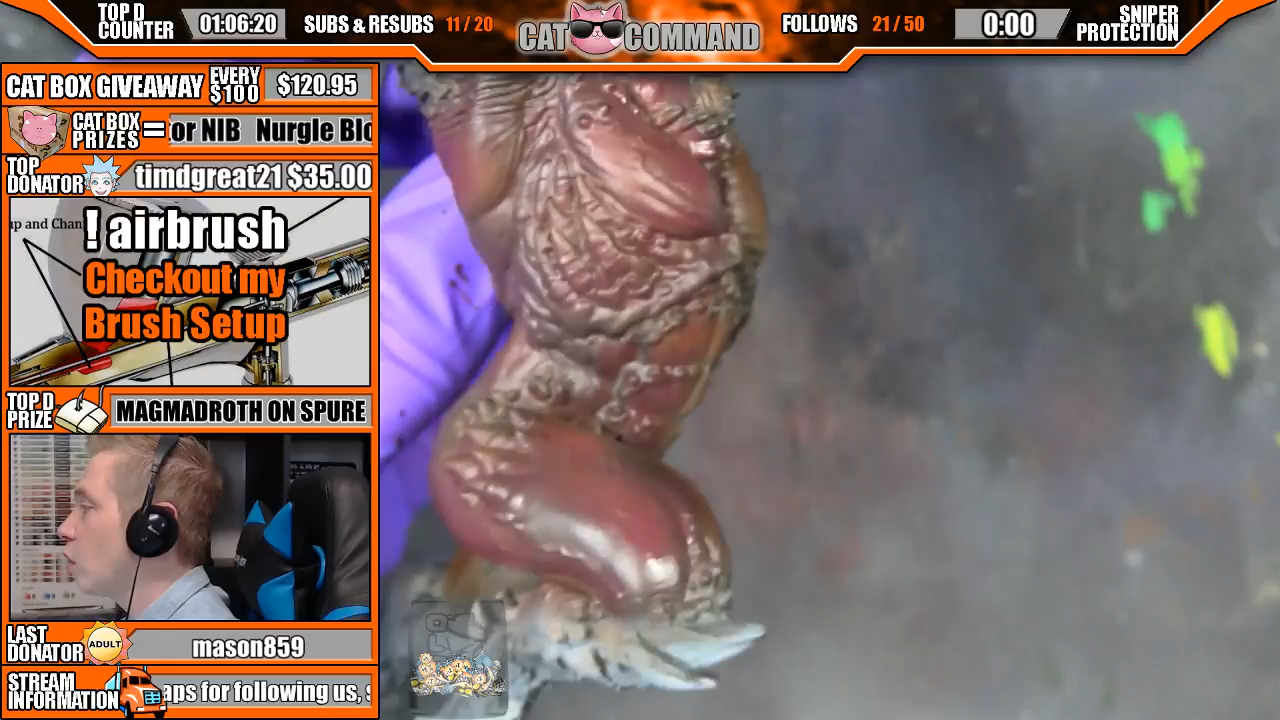 TOP D
COUNTER
01:06:20
SUBS & RESUBS 11 / 20
CAT COMMAND
FOLLOWS 21 / 50
0:00
SNIPER
PROTECTION
CAT BOX GIVEAWAY EVERY
$100
$120.95
CAT BOX
PRIZES = or NIB Nurgle Blo
TOP
DONATOR
timdgreat21 $35.00
up and Chan
! airbrush
Checkout my
Brush Setup
TOP D
PRIZE
MAGMADROTH ON SPURE
LAST
DONATOR
ADULT
mason859
STREAM
INFORMATION
aps for following us, s